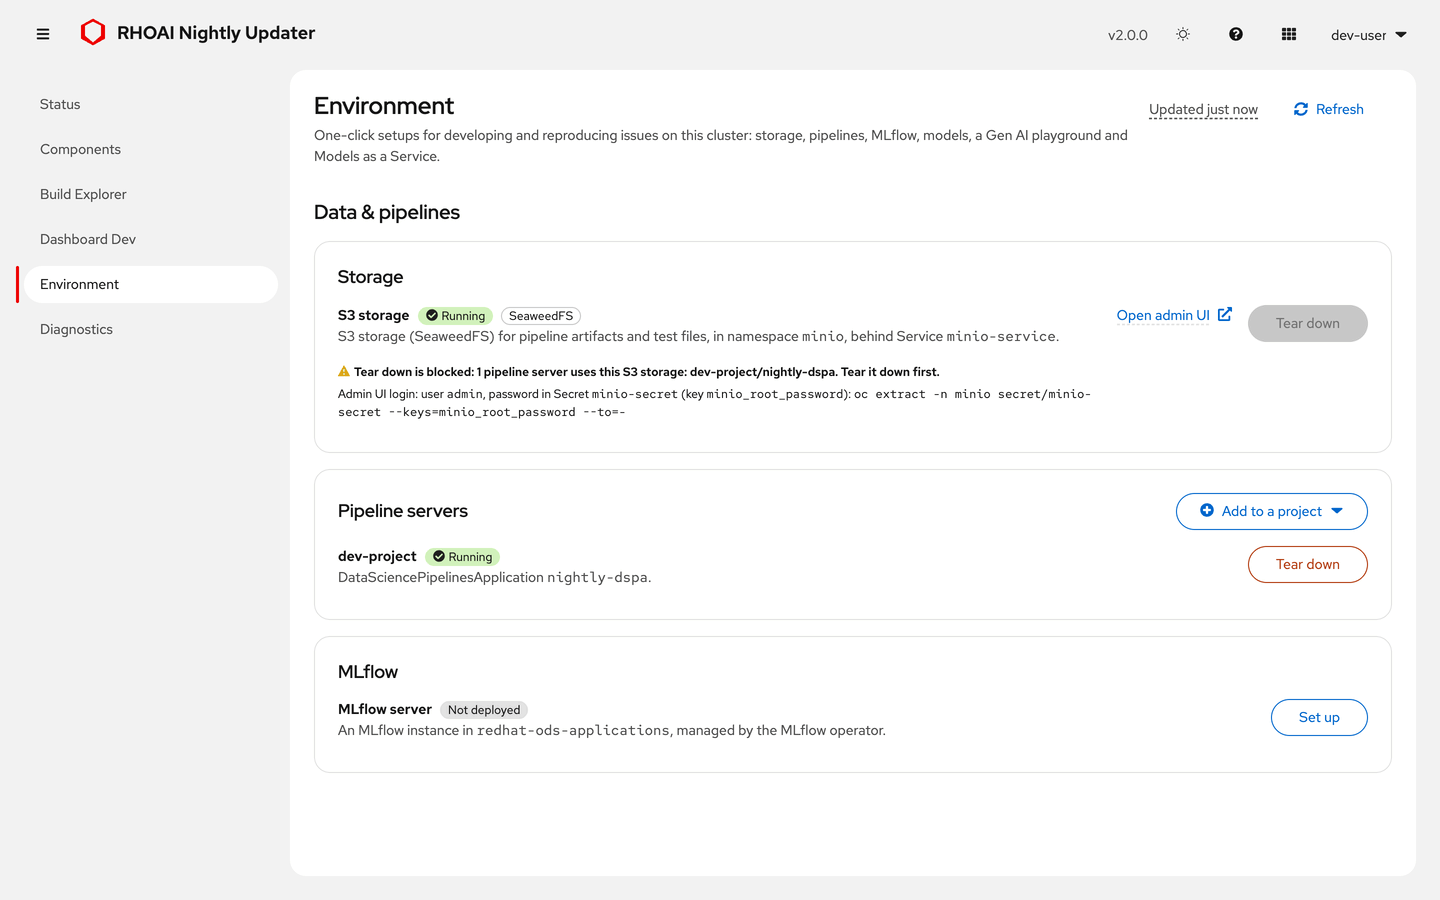 RHOAI Nightly Updater
v2.0.0
dev-user
Status
Components
Build Explorer
Dashboard Dev
Environment
Diagnostics
Environment
Updated just now
Refresh
One-click setups for developing and reproducing issues on this cluster: storage, pipelines, MLflow, models, a Gen AI playground and
Models as a Service.
Data & pipelines
Storage
S3 storage Running SeaweedFS
Open admin UI
Tear down
S3 storage (SeaweedFS) for pipeline artifacts and test files, in namespace minio, behind Service minio-service.
Tear down is blocked: 1 pipeline server uses this S3 storage: dev-project/nightly-dspa. Tear it down first.
Admin UI login: user admin, password in Secret minio-secret (key minio_root_password): oc extract -n minio secret/minio-
secret --keys=minio_root_password --to=-
Pipeline servers
Add to a project
dev-project Running
Tear down
DataSciencePipelinesApplication nightly-dspa.
MLflow
MLflow server Not deployed
Set up
An MLflow instance in redhat-ods-applications, managed by the MLflow operator.